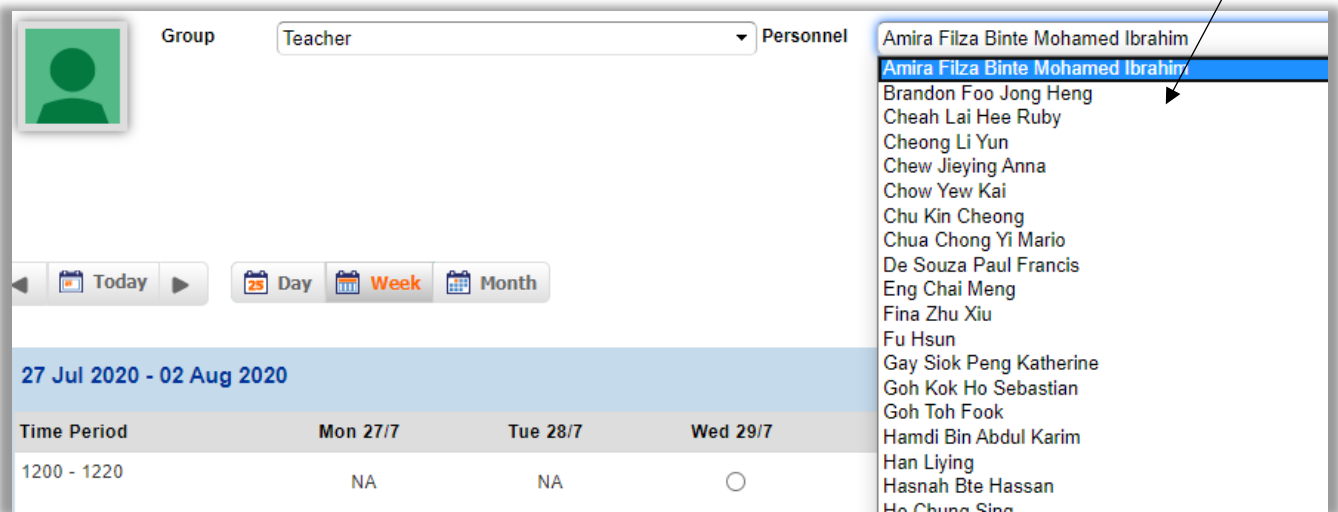 Group Teacher Personnel Amira Filza Binte Mohamed Ibrahim
Amira Filza Binte Mohamed Ibrahim
Brandon Foo Jong Heng
Cheah Lai Hee Ruby
Cheong Li Yun
Chew Jieying Anna
Chow Yew Kai
Chu Kin Cheong
Chua Chong Yi Mario
De Souza Paul Francis
Eng Chai Meng
Fina Zhu Xiu
Fu Hsun
Gay Siok Peng Katherine
Goh Kok Ho Sebastian
Goh Toh Fook
Hamdi Bin Abdul Karim
Han Liying
Hasnah Bte Hassan
Ho Chung Sing
Today 25 Day Week Month
27 Jul 2020 - 02 Aug 2020
Time Period Mon 27/7 Tue 28/7 Wed 29/7
1200 - 1220 NA NA